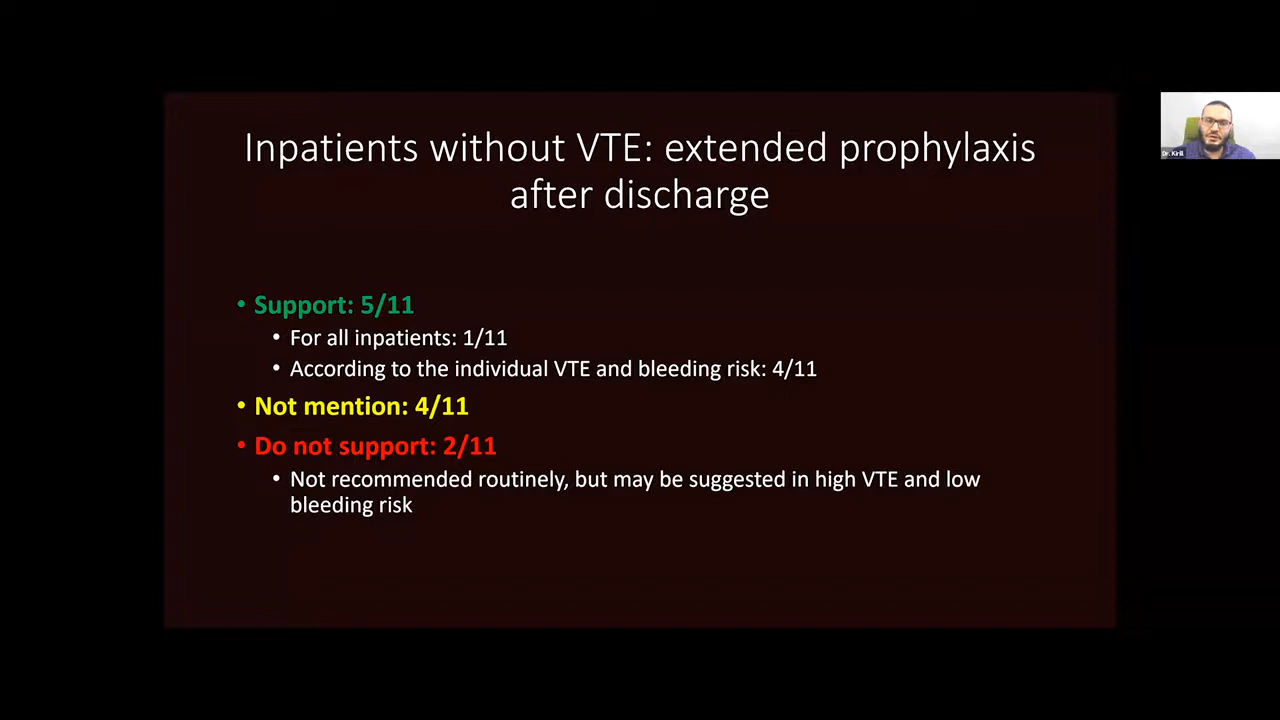 Inpatients without VTE: extended prophylaxis
after discharge
• Support: 5/11
• For all inpatients: 1/11
• According to the individual VTE and bleeding risk: 4/11
• Not mention: 4/11
• Do not support: 2/11
• Not recommended routinely, but may be suggested in high VTE and low
bleeding risk
Dr. Kirill